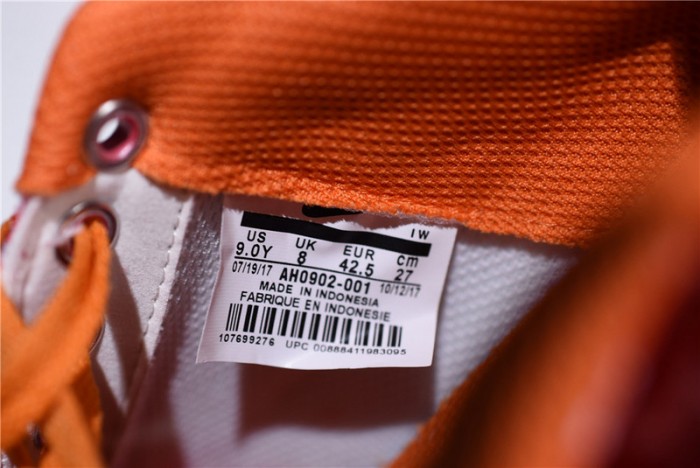 IW
US UK EUR cm
9.0Y 8 42.5 27
07/19/17 AH0902-001 10/12/17
MADE IN INDONESIA
FABRIQUE EN INDONESIE
107699276 UPC 00888411983095